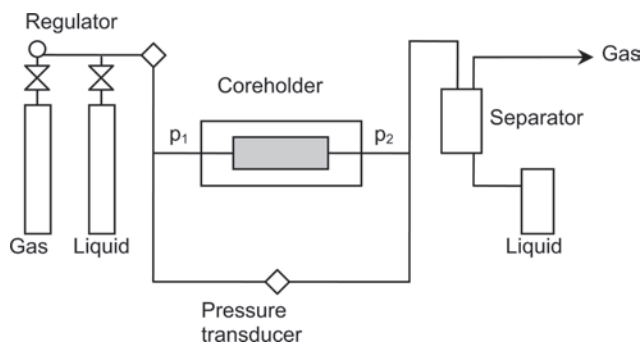 Regulator
Gas
Coreholder
p₁
p₂
Separator
Gas
Liquid
Liquid
Pressure
transducer